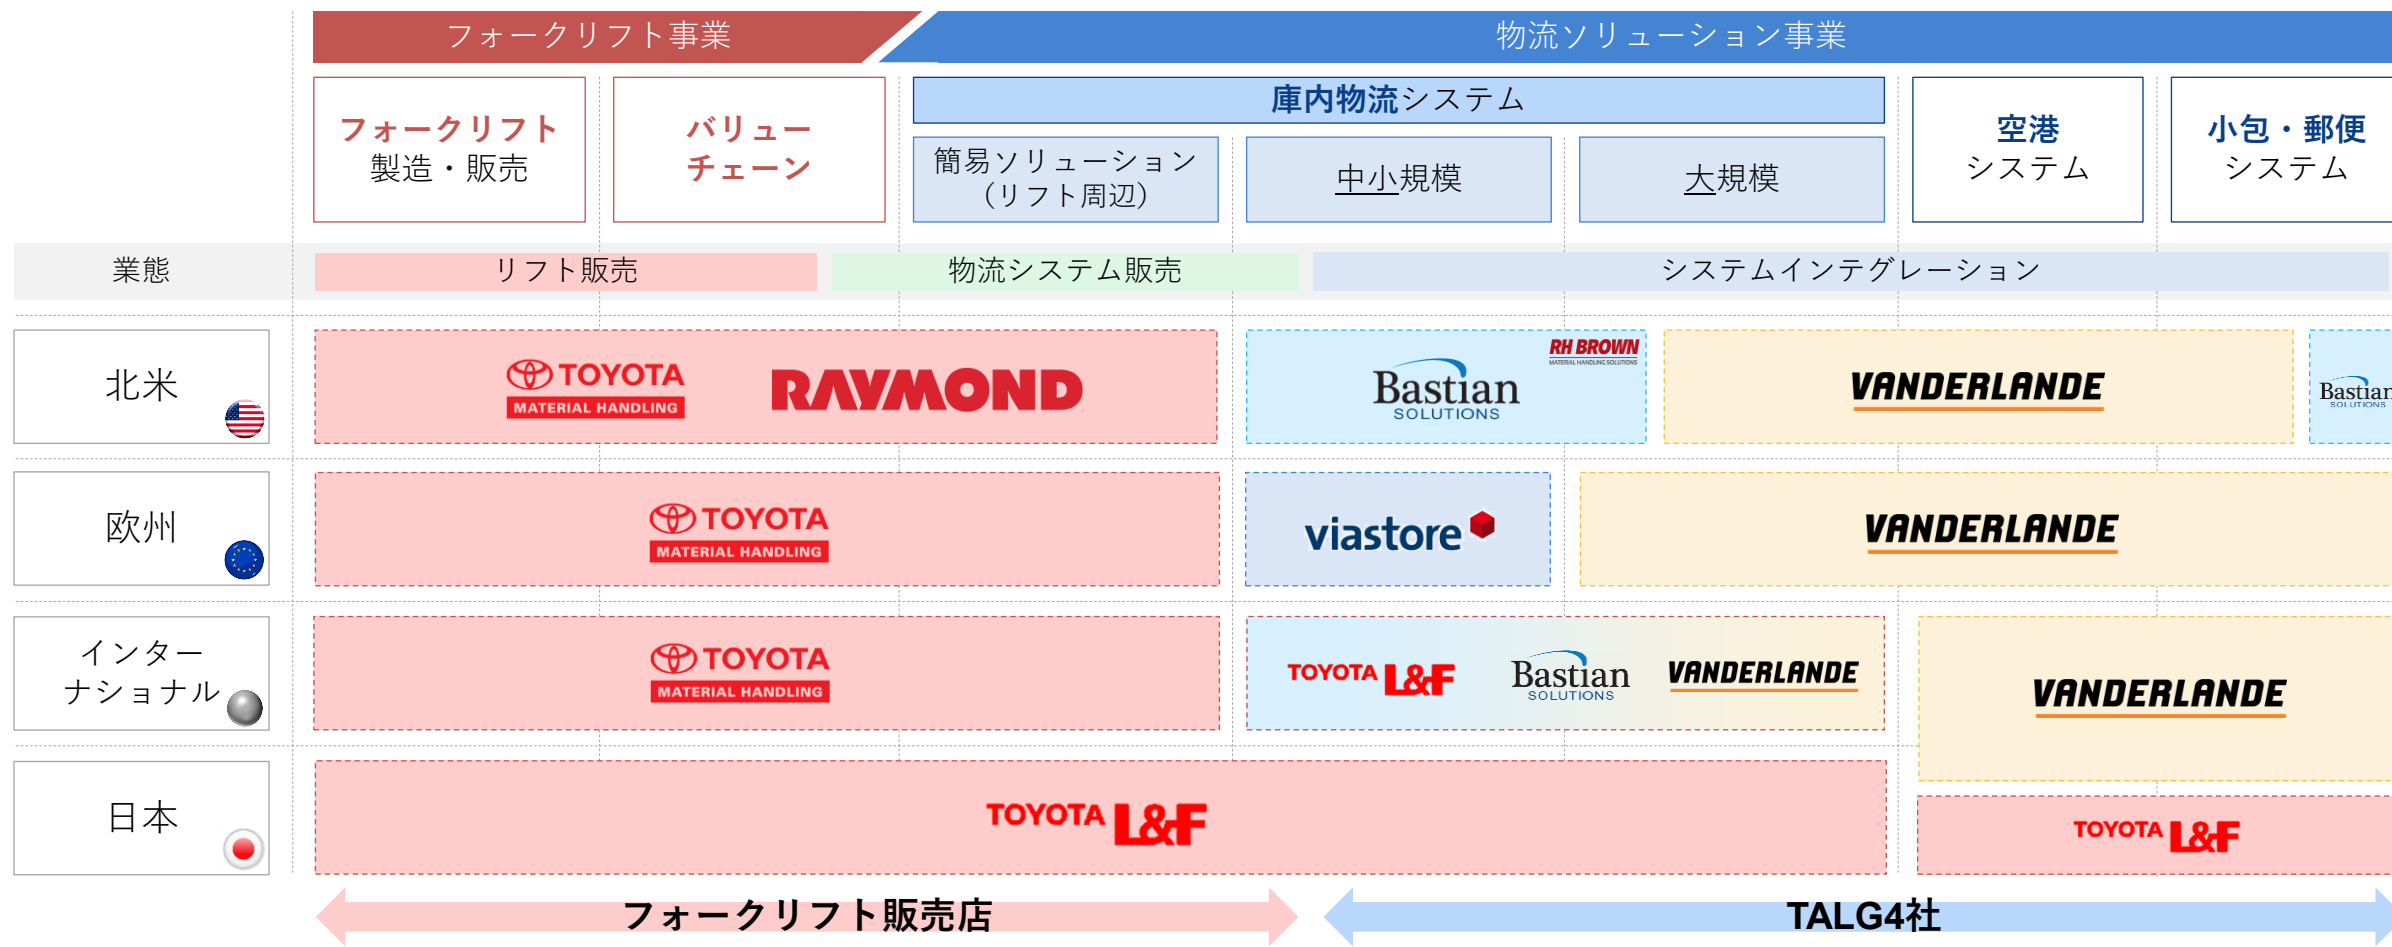 フォークリフト事業
物流ソリューション事業
フォークリフト
製造・販売
バリュー
チェーン
庫内物流システム
簡易ソリューション
（リフト周辺）
中小規模
大規模
空港
システム
小包・郵便
システム
業態
リフト販売
物流システム販売
システムインテグレーション
北米
TOYOTA
MATERIAL HANDLING
RAYMOND
Bastian
SOLUTIONS
RH BROWN
MATERIAL HANDLING SOLUTIONS
VANDERLANDE
Bastian
SOLUTIONS
欧州
TOYOTA
MATERIAL HANDLING
viastore
VANDERLANDE
インター
ナショナル
TOYOTA
MATERIAL HANDLING
TOYOTA L&F
Bastian
SOLUTIONS
VANDERLANDE
VANDERLANDE
日本
TOYOTA L&F
TOYOTA L&F
フォークリフト販売店
TALG4社